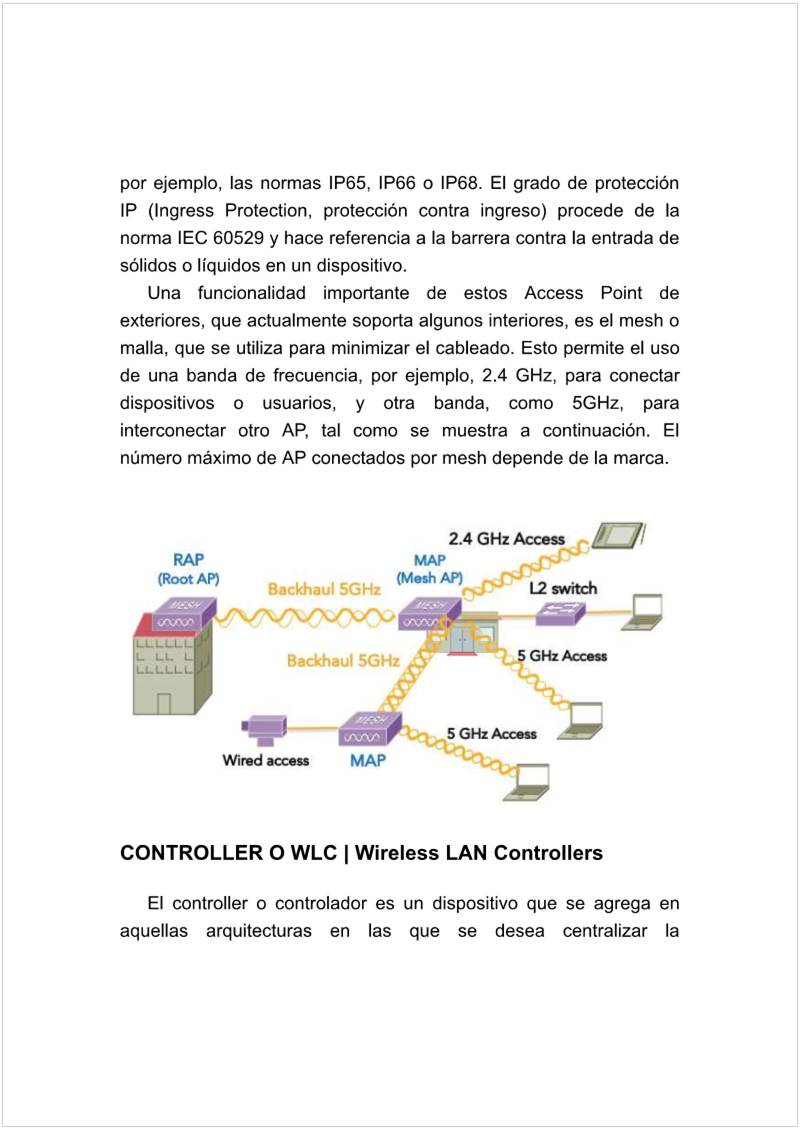 por ejemplo, las normas IP65, IP66 o IP68. El grado de protección
IP (Ingress Protection, protección contra ingreso) procede de la
norma IEC 60529 y hace referencia a la barrera contra la entrada de
sólidos o líquidos en un dispositivo.
Una funcionalidad importante de estos Access Point de
exteriores, que actualmente soporta algunos interiores, es el mesh o
malla, que se utiliza para minimizar el cableado. Esto permite el uso
de una banda de frecuencia, por ejemplo, 2.4 GHz, para conectar
dispositivos o usuarios, y otra banda, como 5GHz, para
interconectar otro AP, tal como se muestra a continuación. El
número máximo de AP conectados por mesh depende de la marca.
2.4 GHz Access
RAP
(Root AP)
MAP
(Mesh AP)
Backhaul 5GHz
L2 switch
MESH
MESH
Backhaul 5GHz
5 GHz Access
MESH
5 GHz Access
Wired access
MAP
CONTROLLER O WLC | Wireless LAN Controllers
El controller o controlador es un dispositivo que se agrega en
aquellas arquitecturas en las que se desea centralizar la